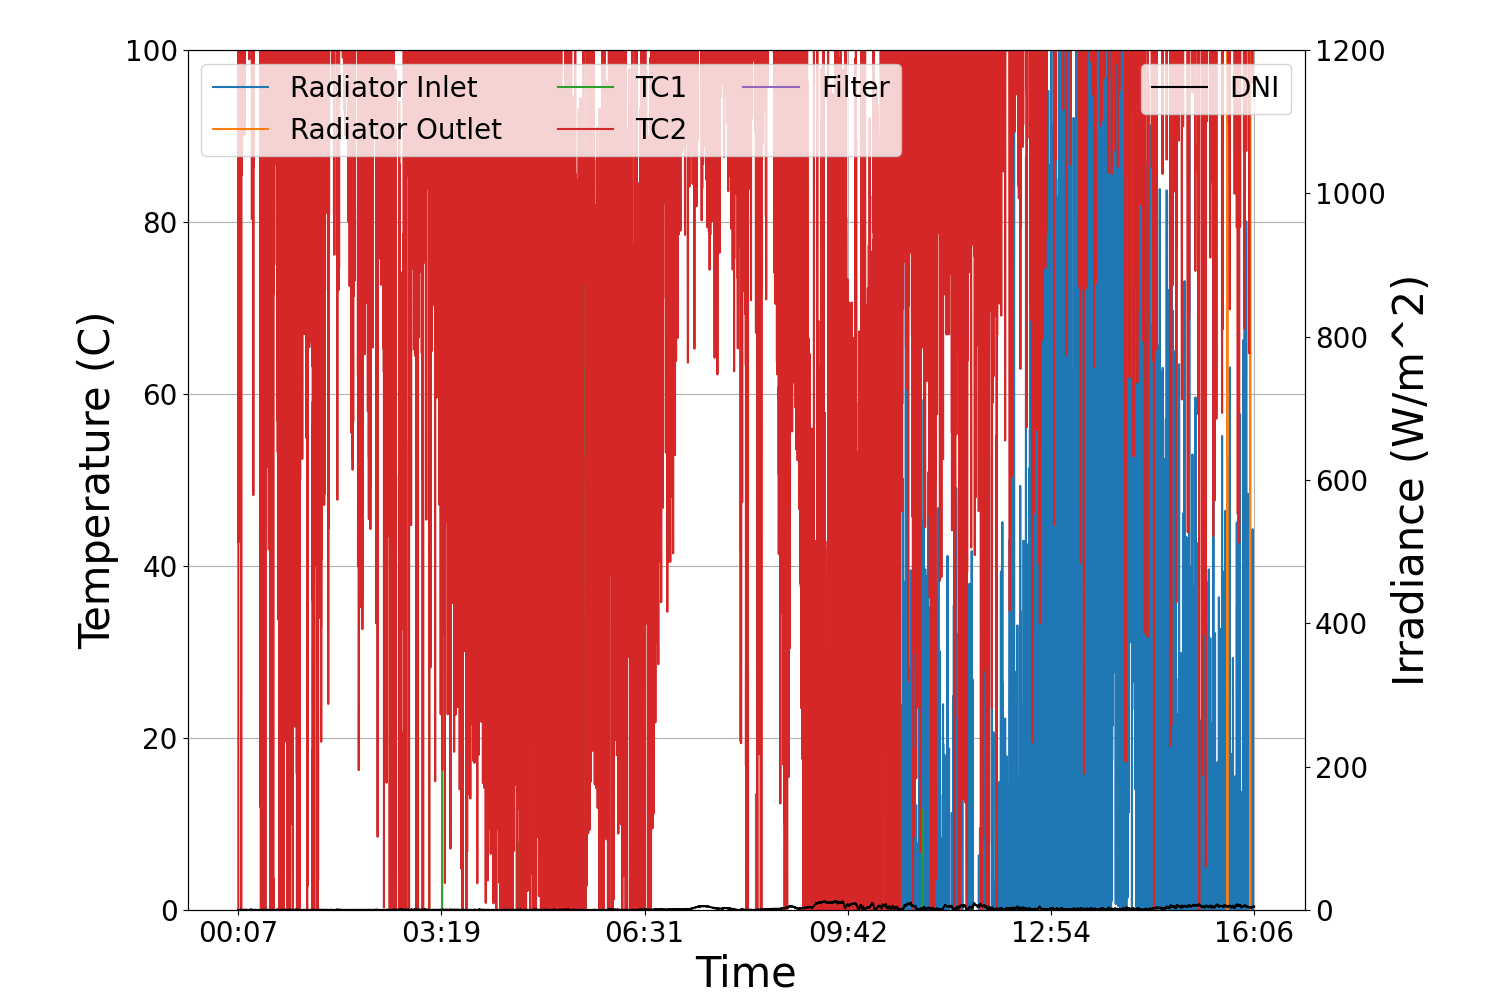 Radiator Inlet
Radiator Outlet
TC1
TC2
Filter
DNI
100
80
60
40
20
0
Temperature (C)
1200
1000
800
600
400
200
0
Irradiance (W/m^2)
00:07 03:19 06:31 09:42 12:54 16:06
Time